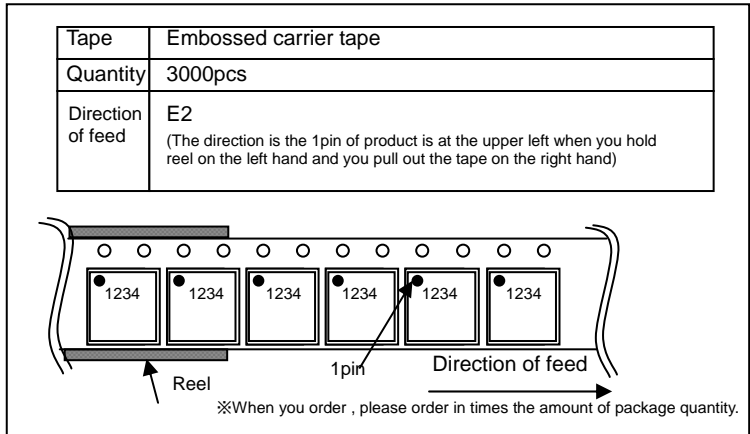 Tape Embossed carrier tape
Quantity 3000pcs
Direction of feed E2
(The direction is the 1pin of product is at the upper left when you hold
reel on the left hand and you pull out the tape on the right hand)
1234 1234 1234 1234 1234 1234
1pin Direction of feed
Reel
※When you order , please order in times the amount of package quantity.